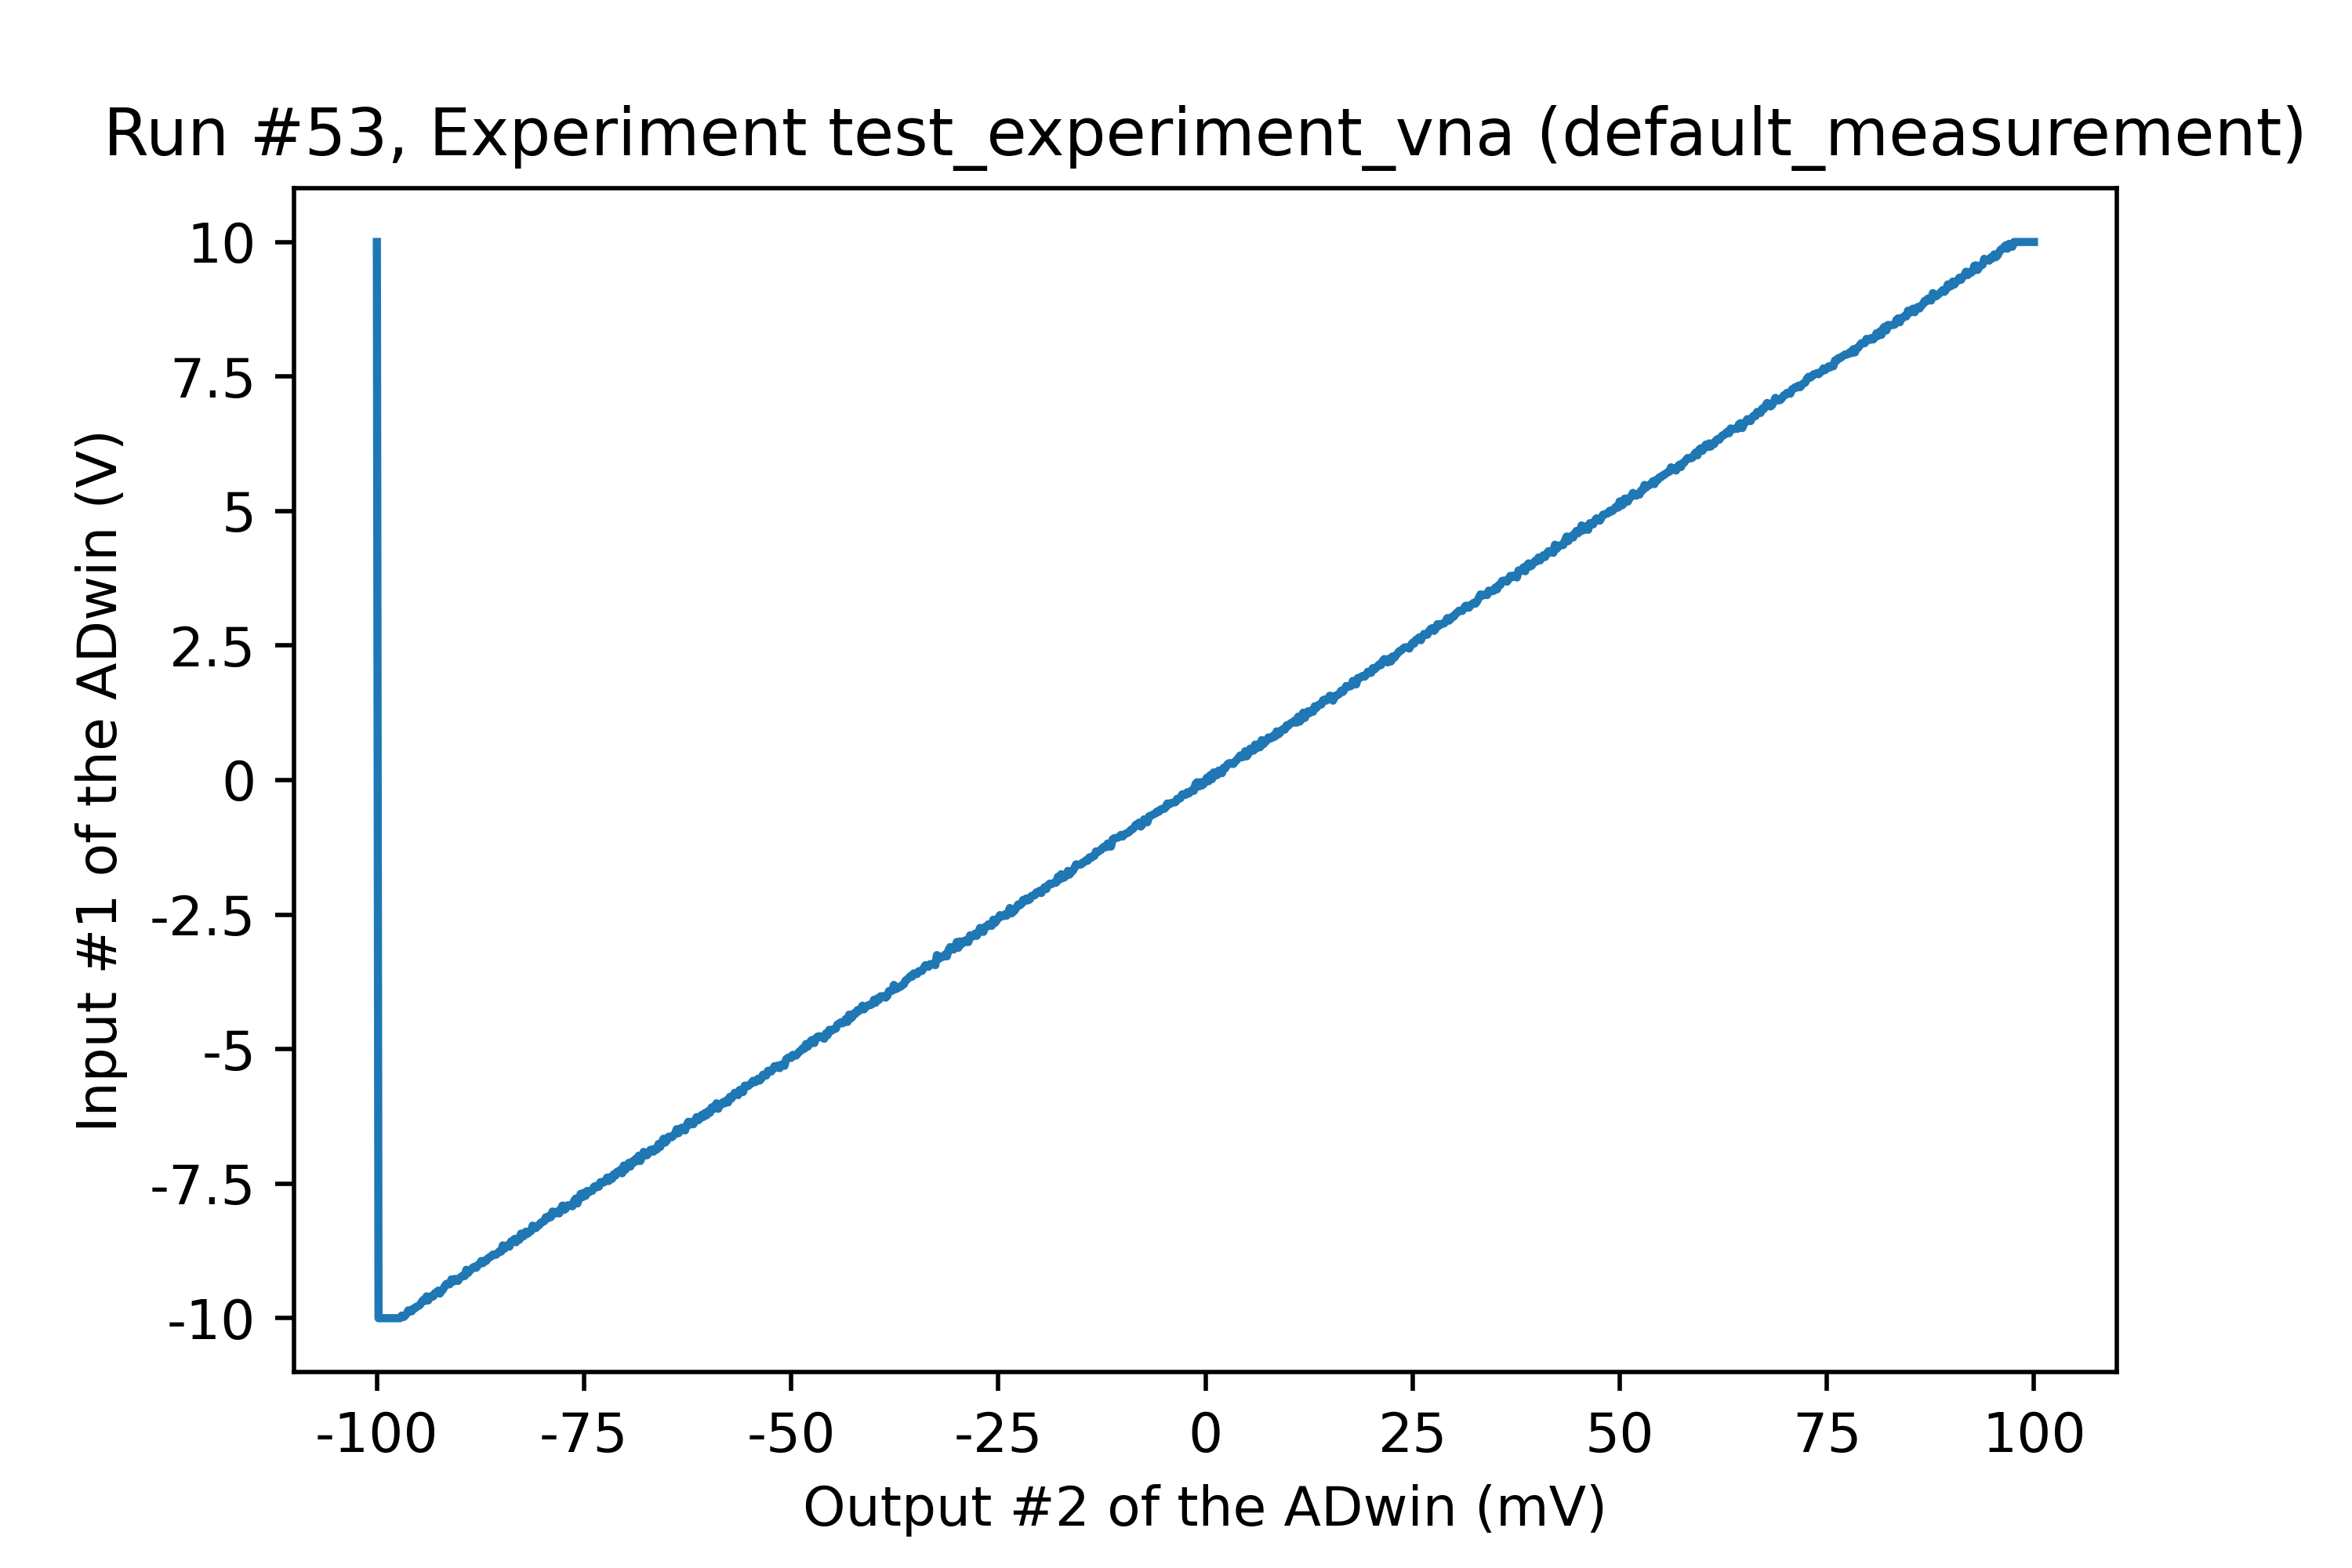 Run #53, Experiment test_experiment_vna (default_measurement)
10
7.5
5
2.5
0
-2.5
-5
-7.5
-10
Input #1 of the ADwin (V)
-100 -75 -50 -25 0 25 50 75 100
Output #2 of the ADwin (mV)